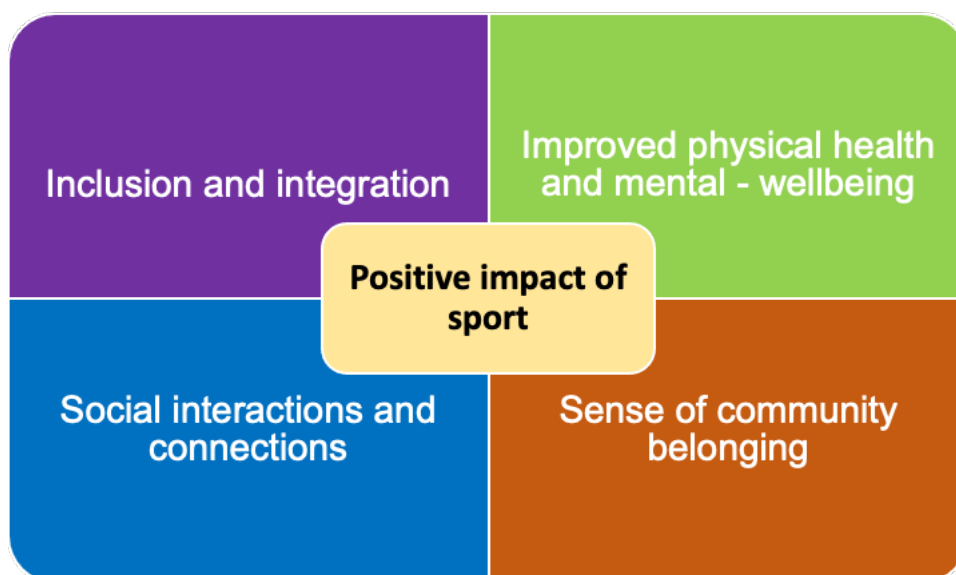 Inclusion and integration
Improved physical health
and mental - wellbeing
Positive impact of
sport
Social interactions and
connections
Sense of community
belonging